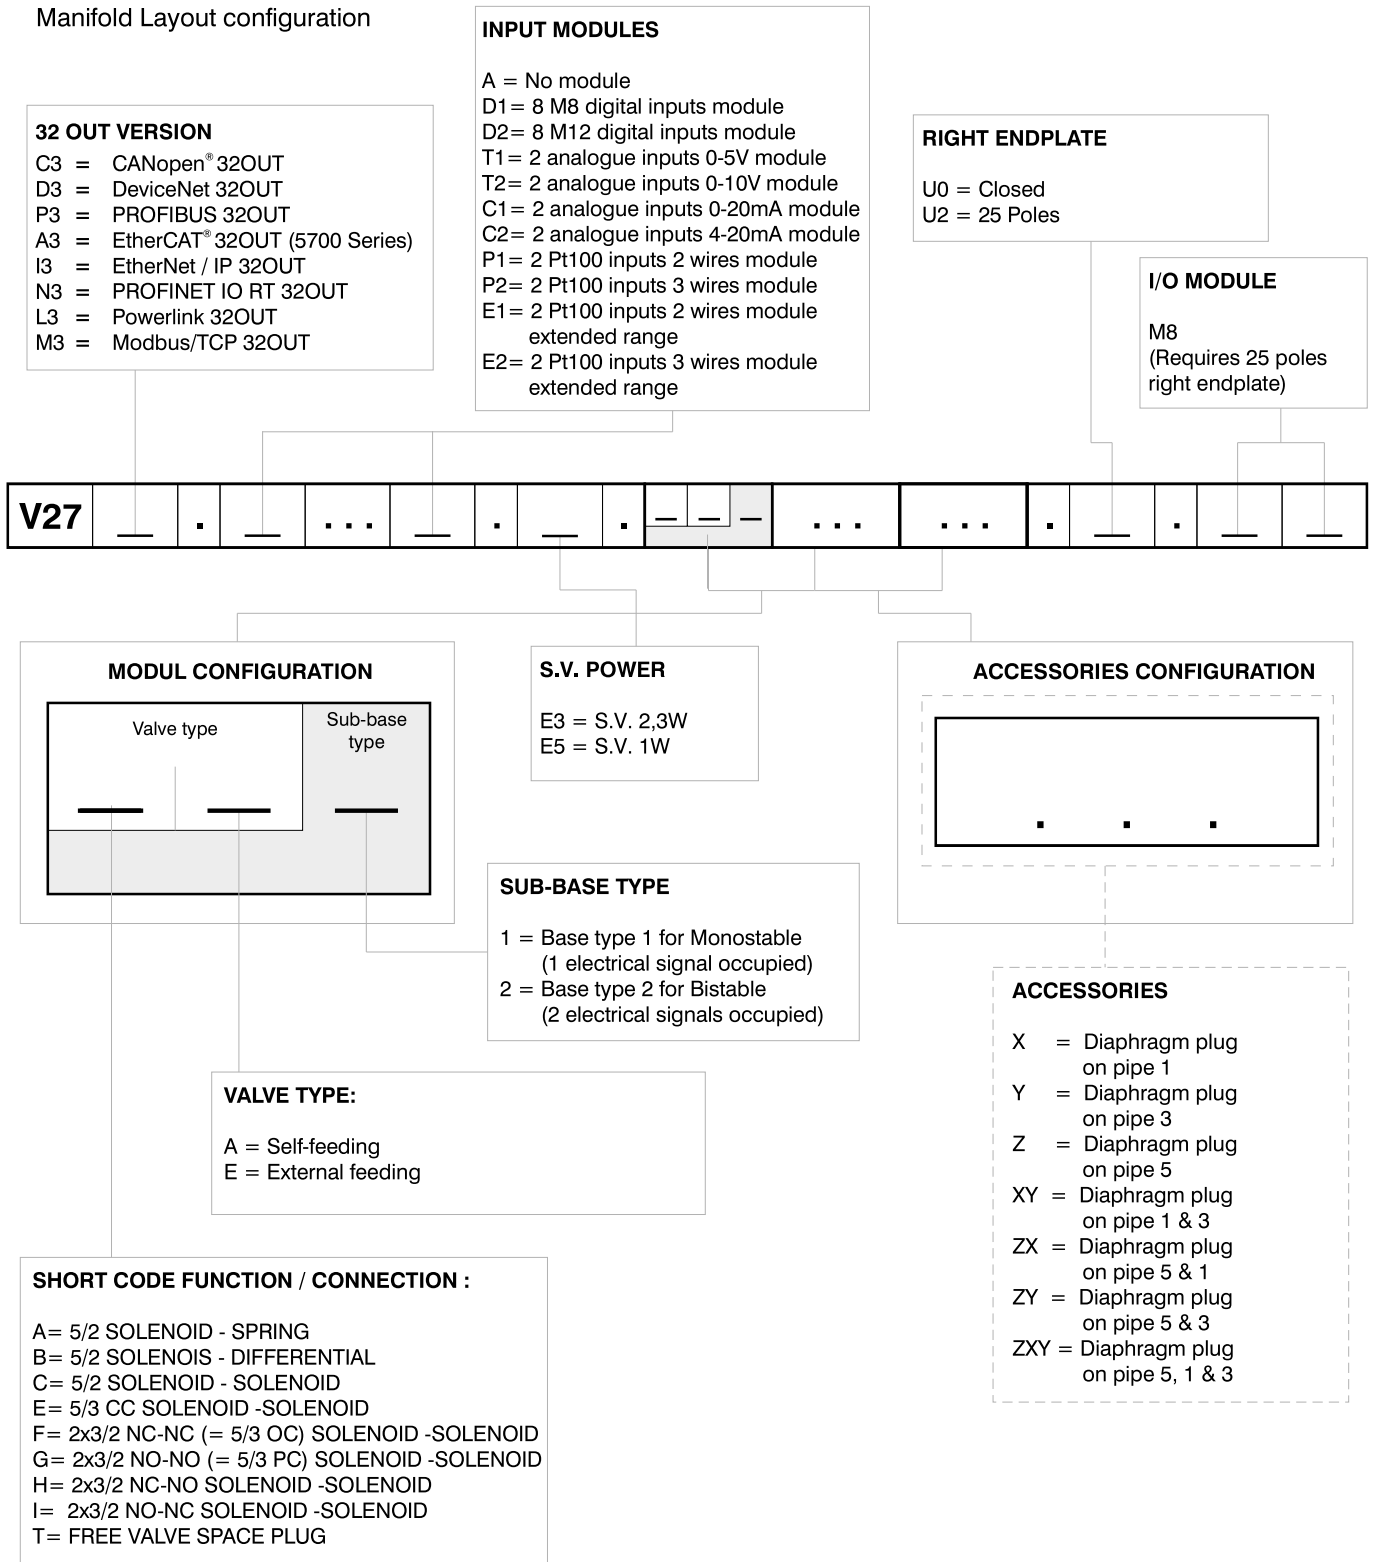 Manifold Layout configuration
32 OUT VERSION
C3 = CANopen® 32OUT
D3 = DeviceNet 32OUT
P3 = PROFIBUS 32OUT
A3 = EtherCAT® 32OUT (5700 Series)
I3 = EtherNet / IP 32OUT
N3 = PROFINET IO RT 32OUT
L3 = Powerlink 32OUT
M3 = Modbus/TCP 32OUT
INPUT MODULES
A = No module
D1= 8 M8 digital inputs module
D2= 8 M12 digital inputs module
T1= 2 analogue inputs 0-5V module
T2= 2 analogue inputs 0-10V module
C1= 2 analogue inputs 0-20mA module
C2= 2 analogue inputs 4-20mA module
P1= 2 Pt100 inputs 2 wires module
P2= 2 Pt100 inputs 3 wires module
E1= 2 Pt100 inputs 2 wires module
extended range
E2= 2 Pt100 inputs 3 wires module
extended range
RIGHT ENDPLATE
U0 = Closed
U2 = 25 Poles
I/O MODULE
M8
(Requires 25 poles
right endplate)
V27 _ . _ ... _ . _ . _ _ _ ... ... . _ . _ _
MODUL CONFIGURATION
Valve type
Sub-base
type
_ _ _
S.V. POWER
E3 = S.V. 2,3W
E5 = S.V. 1W
ACCESSORIES CONFIGURATION
. . .
SUB-BASE TYPE
1 = Base type 1 for Monostable
(1 electrical signal occupied)
2 = Base type 2 for Bistable
(2 electrical signals occupied)
VALVE TYPE:
A = Self-feeding
E = External feeding
ACCESSORIES
X = Diaphragm plug
on pipe 1
Y = Diaphragm plug
on pipe 3
Z = Diaphragm plug
on pipe 5
XY = Diaphragm plug
on pipe 1 & 3
ZX = Diaphragm plug
on pipe 5 & 1
ZY = Diaphragm plug
on pipe 5 & 3
ZXY = Diaphragm plug
on pipe 5, 1 & 3
SHORT CODE FUNCTION / CONNECTION :
A= 5/2 SOLENOID - SPRING
B= 5/2 SOLENOIS - DIFFERENTIAL
C= 5/2 SOLENOID - SOLENOID
E= 5/3 CC SOLENOID -SOLENOID
F= 2x3/2 NC-NC (= 5/3 OC) SOLENOID -SOLENOID
G= 2x3/2 NO-NO (= 5/3 PC) SOLENOID -SOLENOID
H= 2x3/2 NC-NO SOLENOID -SOLENOID
I= 2x3/2 NO-NC SOLENOID -SOLENOID
T= FREE VALVE SPACE PLUG